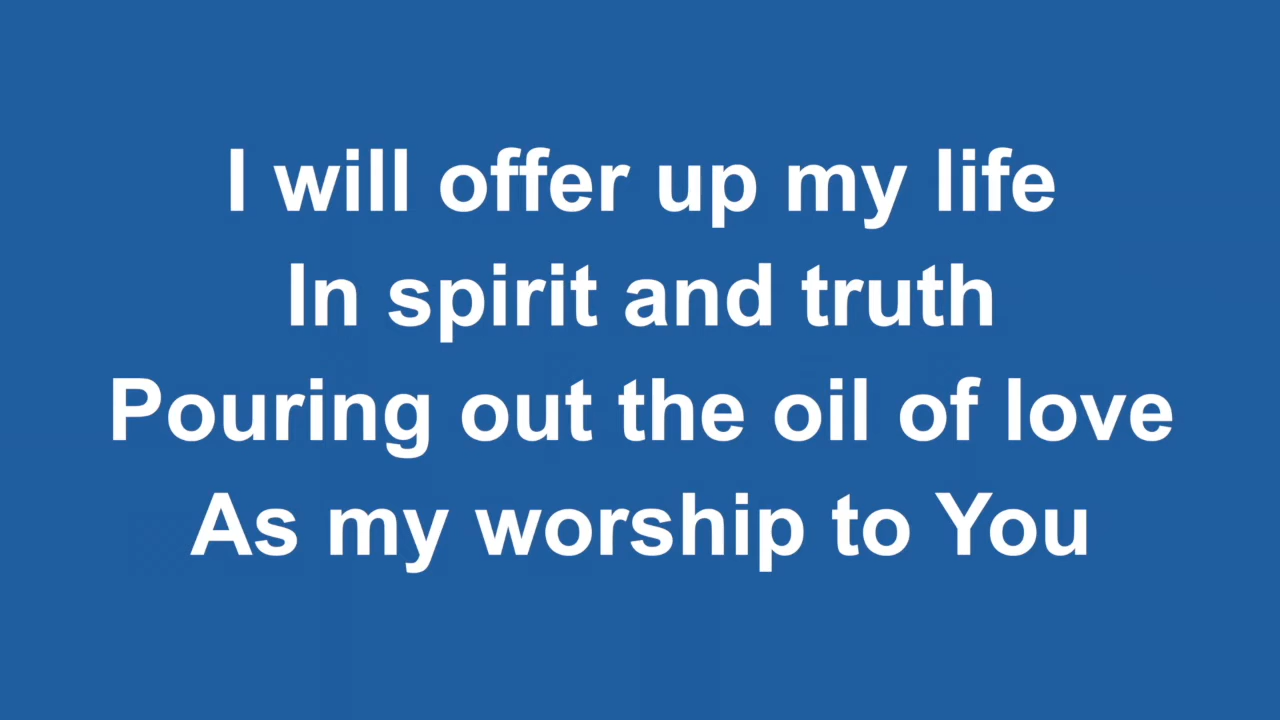 I will offer up my life
In spirit and truth
Pouring out the oil of love
As my worship to You